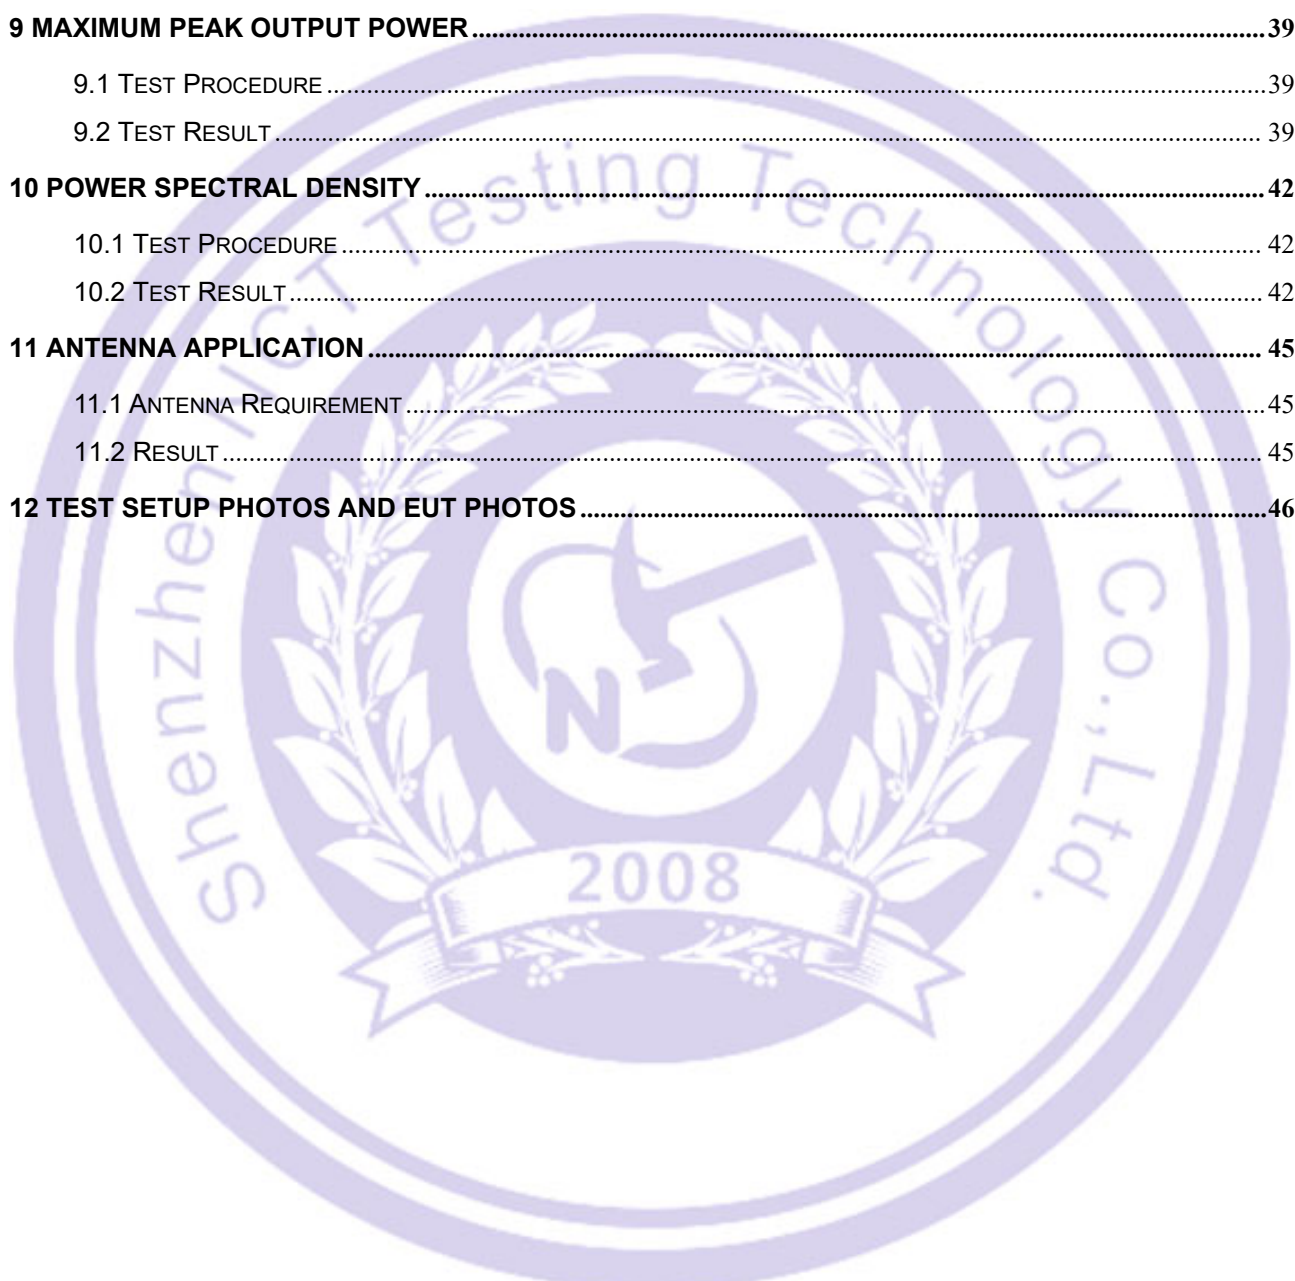 9 MAXIMUM PEAK OUTPUT POWER........39
9.1 TEST PROCEDURE........39
9.2 TEST RESULT........39
10 POWER SPECTRAL DENSITY........42
10.1 TEST PROCEDURE........42
10.2 TEST RESULT........42
11 ANTENNA APPLICATION........45
11.1 ANTENNA REQUIREMENT........45
11.2 RESULT........45
12 TEST SETUP PHOTOS AND EUT PHOTOS........46
Shenzhen NCT Testing Technology Co.,Ltd.
N
2008